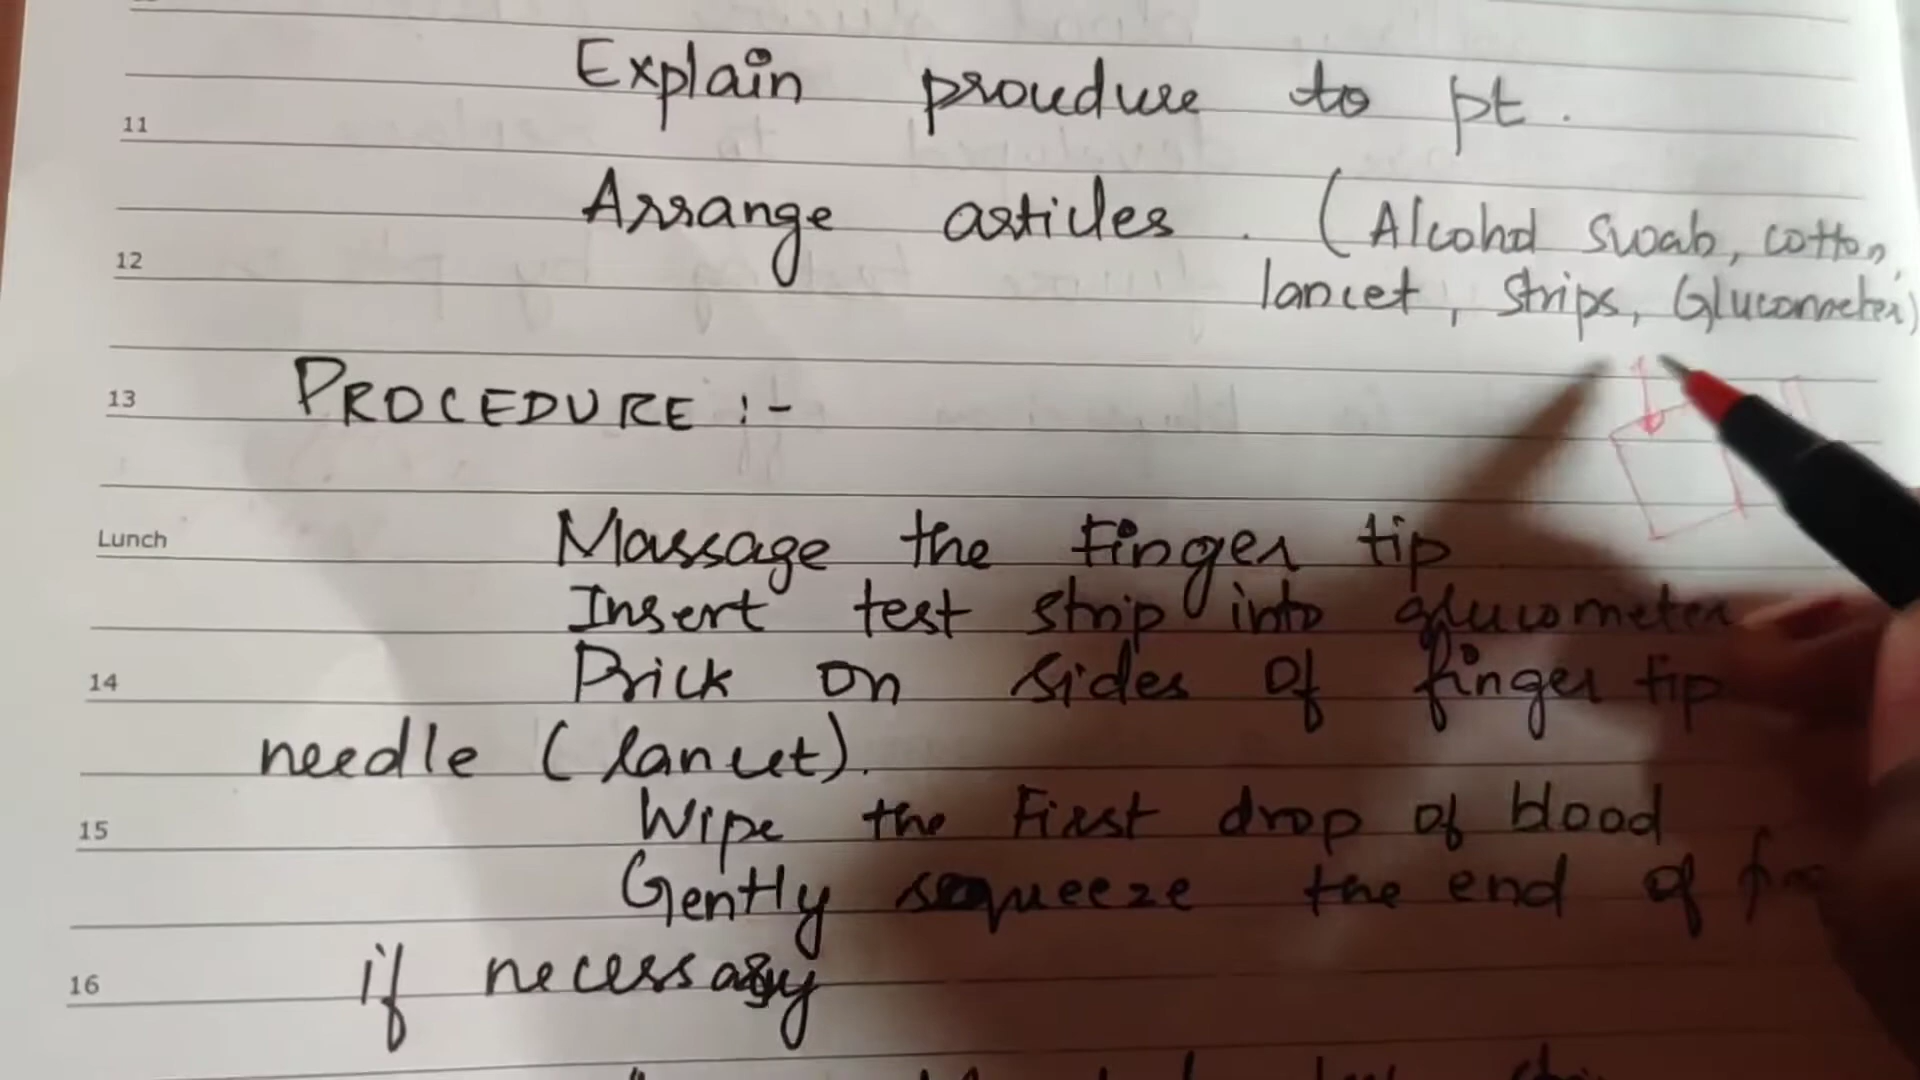 Explain proudure to pt.
11
Arrange articles. (Alcohol swab, cotton,
12
lancet, strips, Glucometer)
13 PROCEDURE :-
Lunch Massage the Finger tip
Insert test strip into glucometer
14 Prick on sides of finger tip
needle (lancet).
15 Wipe the First drop of blood
Gently squeeze the end of
16 if necessary